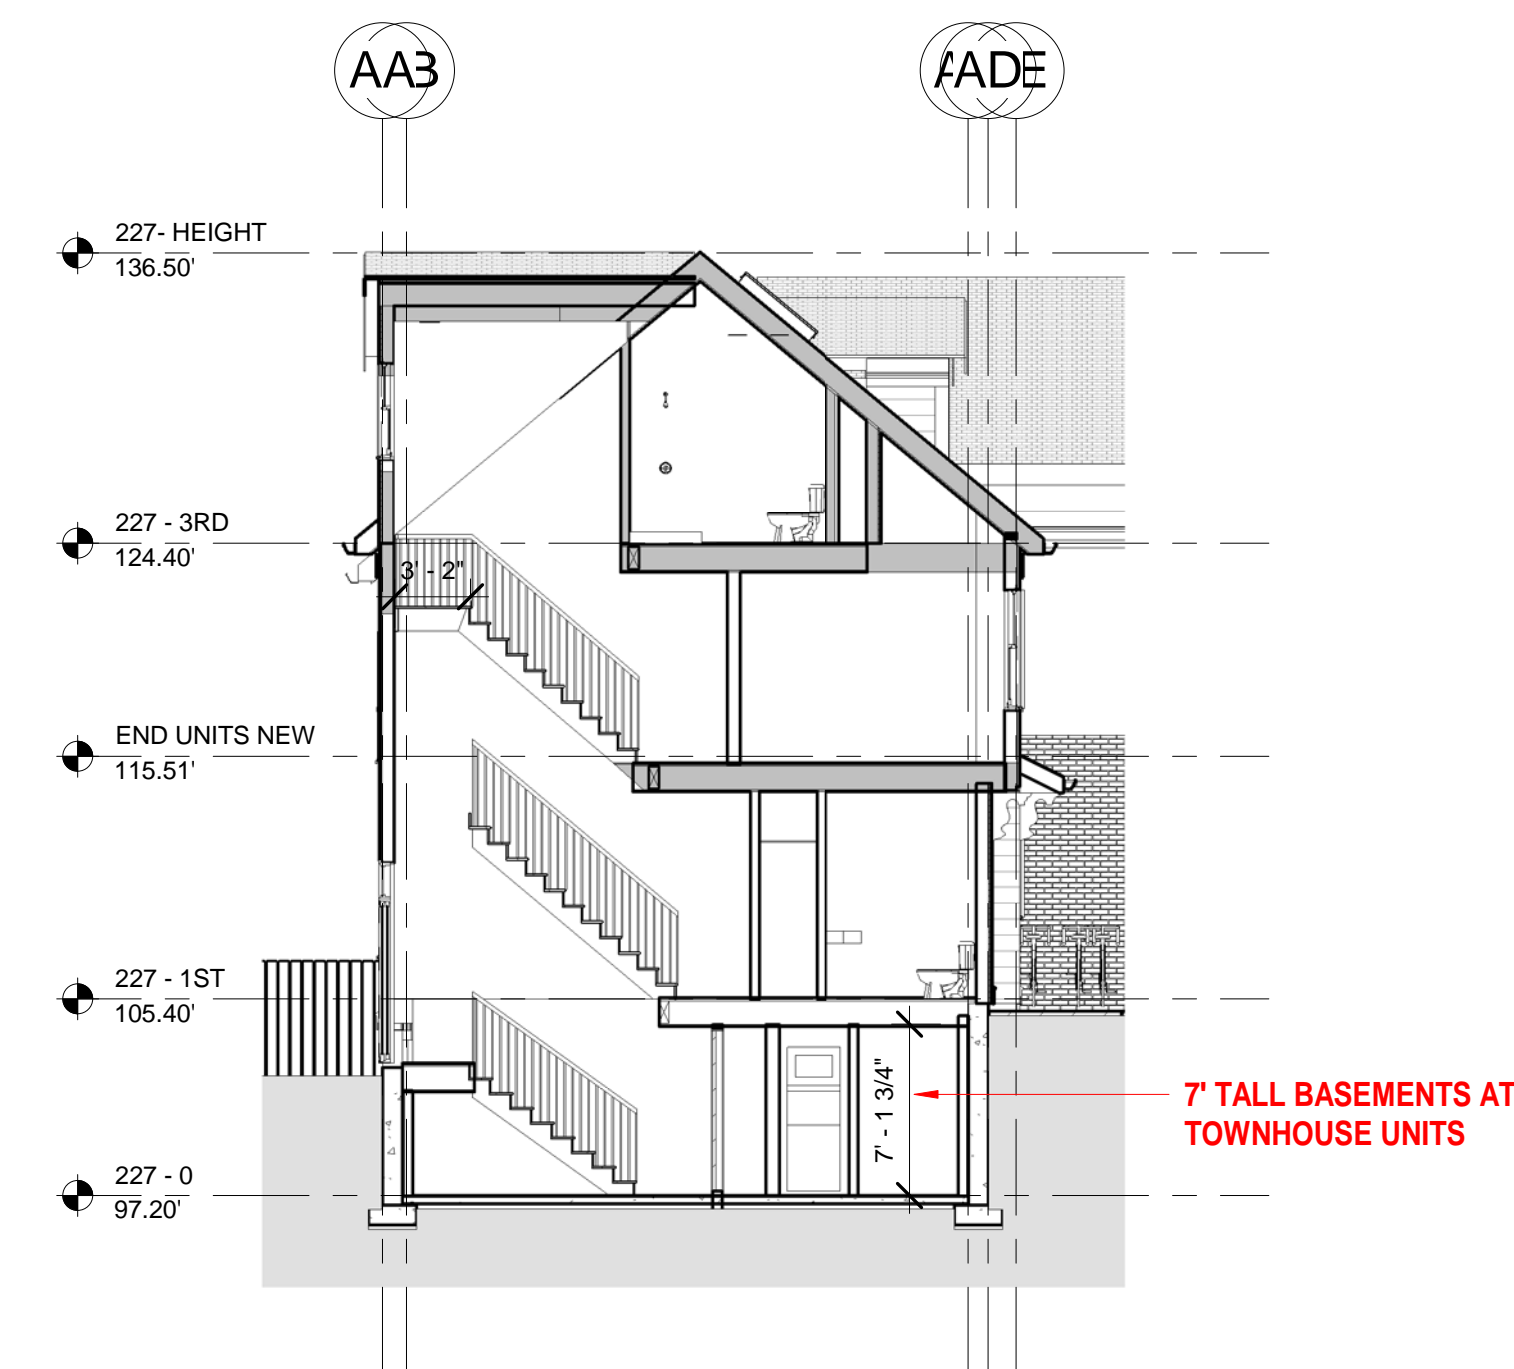 AAB
AADE
227- HEIGHT
136.50'
227 - 3RD
124.40'
3' - 2"
END UNITS NEW
115.51'
227 - 1ST
105.40'
7' - 1 3/4"
7' TALL BASEMENTS AT
TOWNHOUSE UNITS
227 - 0
97.20'